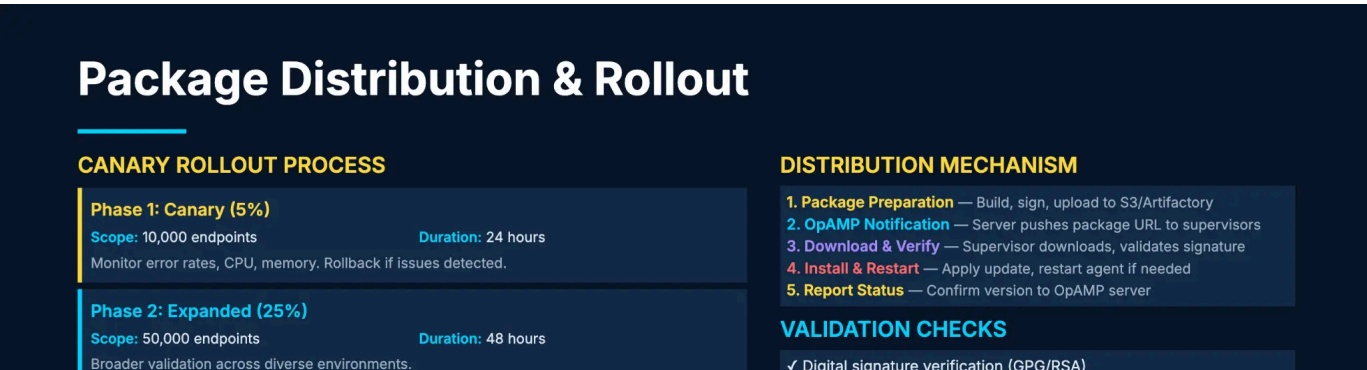 Package Distribution & Rollout
CANARY ROLLOUT PROCESS
Phase 1: Canary (5%)
Scope: 10,000 endpoints
Duration: 24 hours
Monitor error rates, CPU, memory. Rollback if issues detected.
Phase 2: Expanded (25%)
Scope: 50,000 endpoints
Duration: 48 hours
Broader validation across diverse environments.
DISTRIBUTION MECHANISM
1. Package Preparation — Build, sign, upload to S3/Artifactory
2. OpAMP Notification — Server pushes package URL to supervisors
3. Download & Verify — Supervisor downloads, validates signature
4. Install & Restart — Apply update, restart agent if needed
5. Report Status — Confirm version to OpAMP server
VALIDATION CHECKS
✓ Digital signature verification (GPG/RSA)